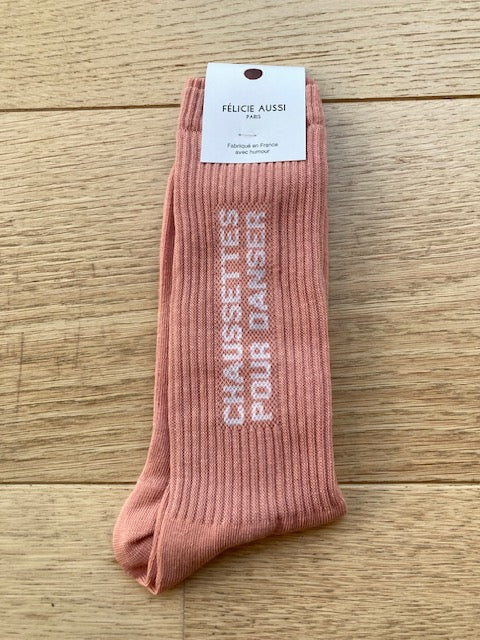 FÉLICIE AUSSI
PARIS
Fabriqué en France
avec humour
CHAUSSETTES
POUR DANSER